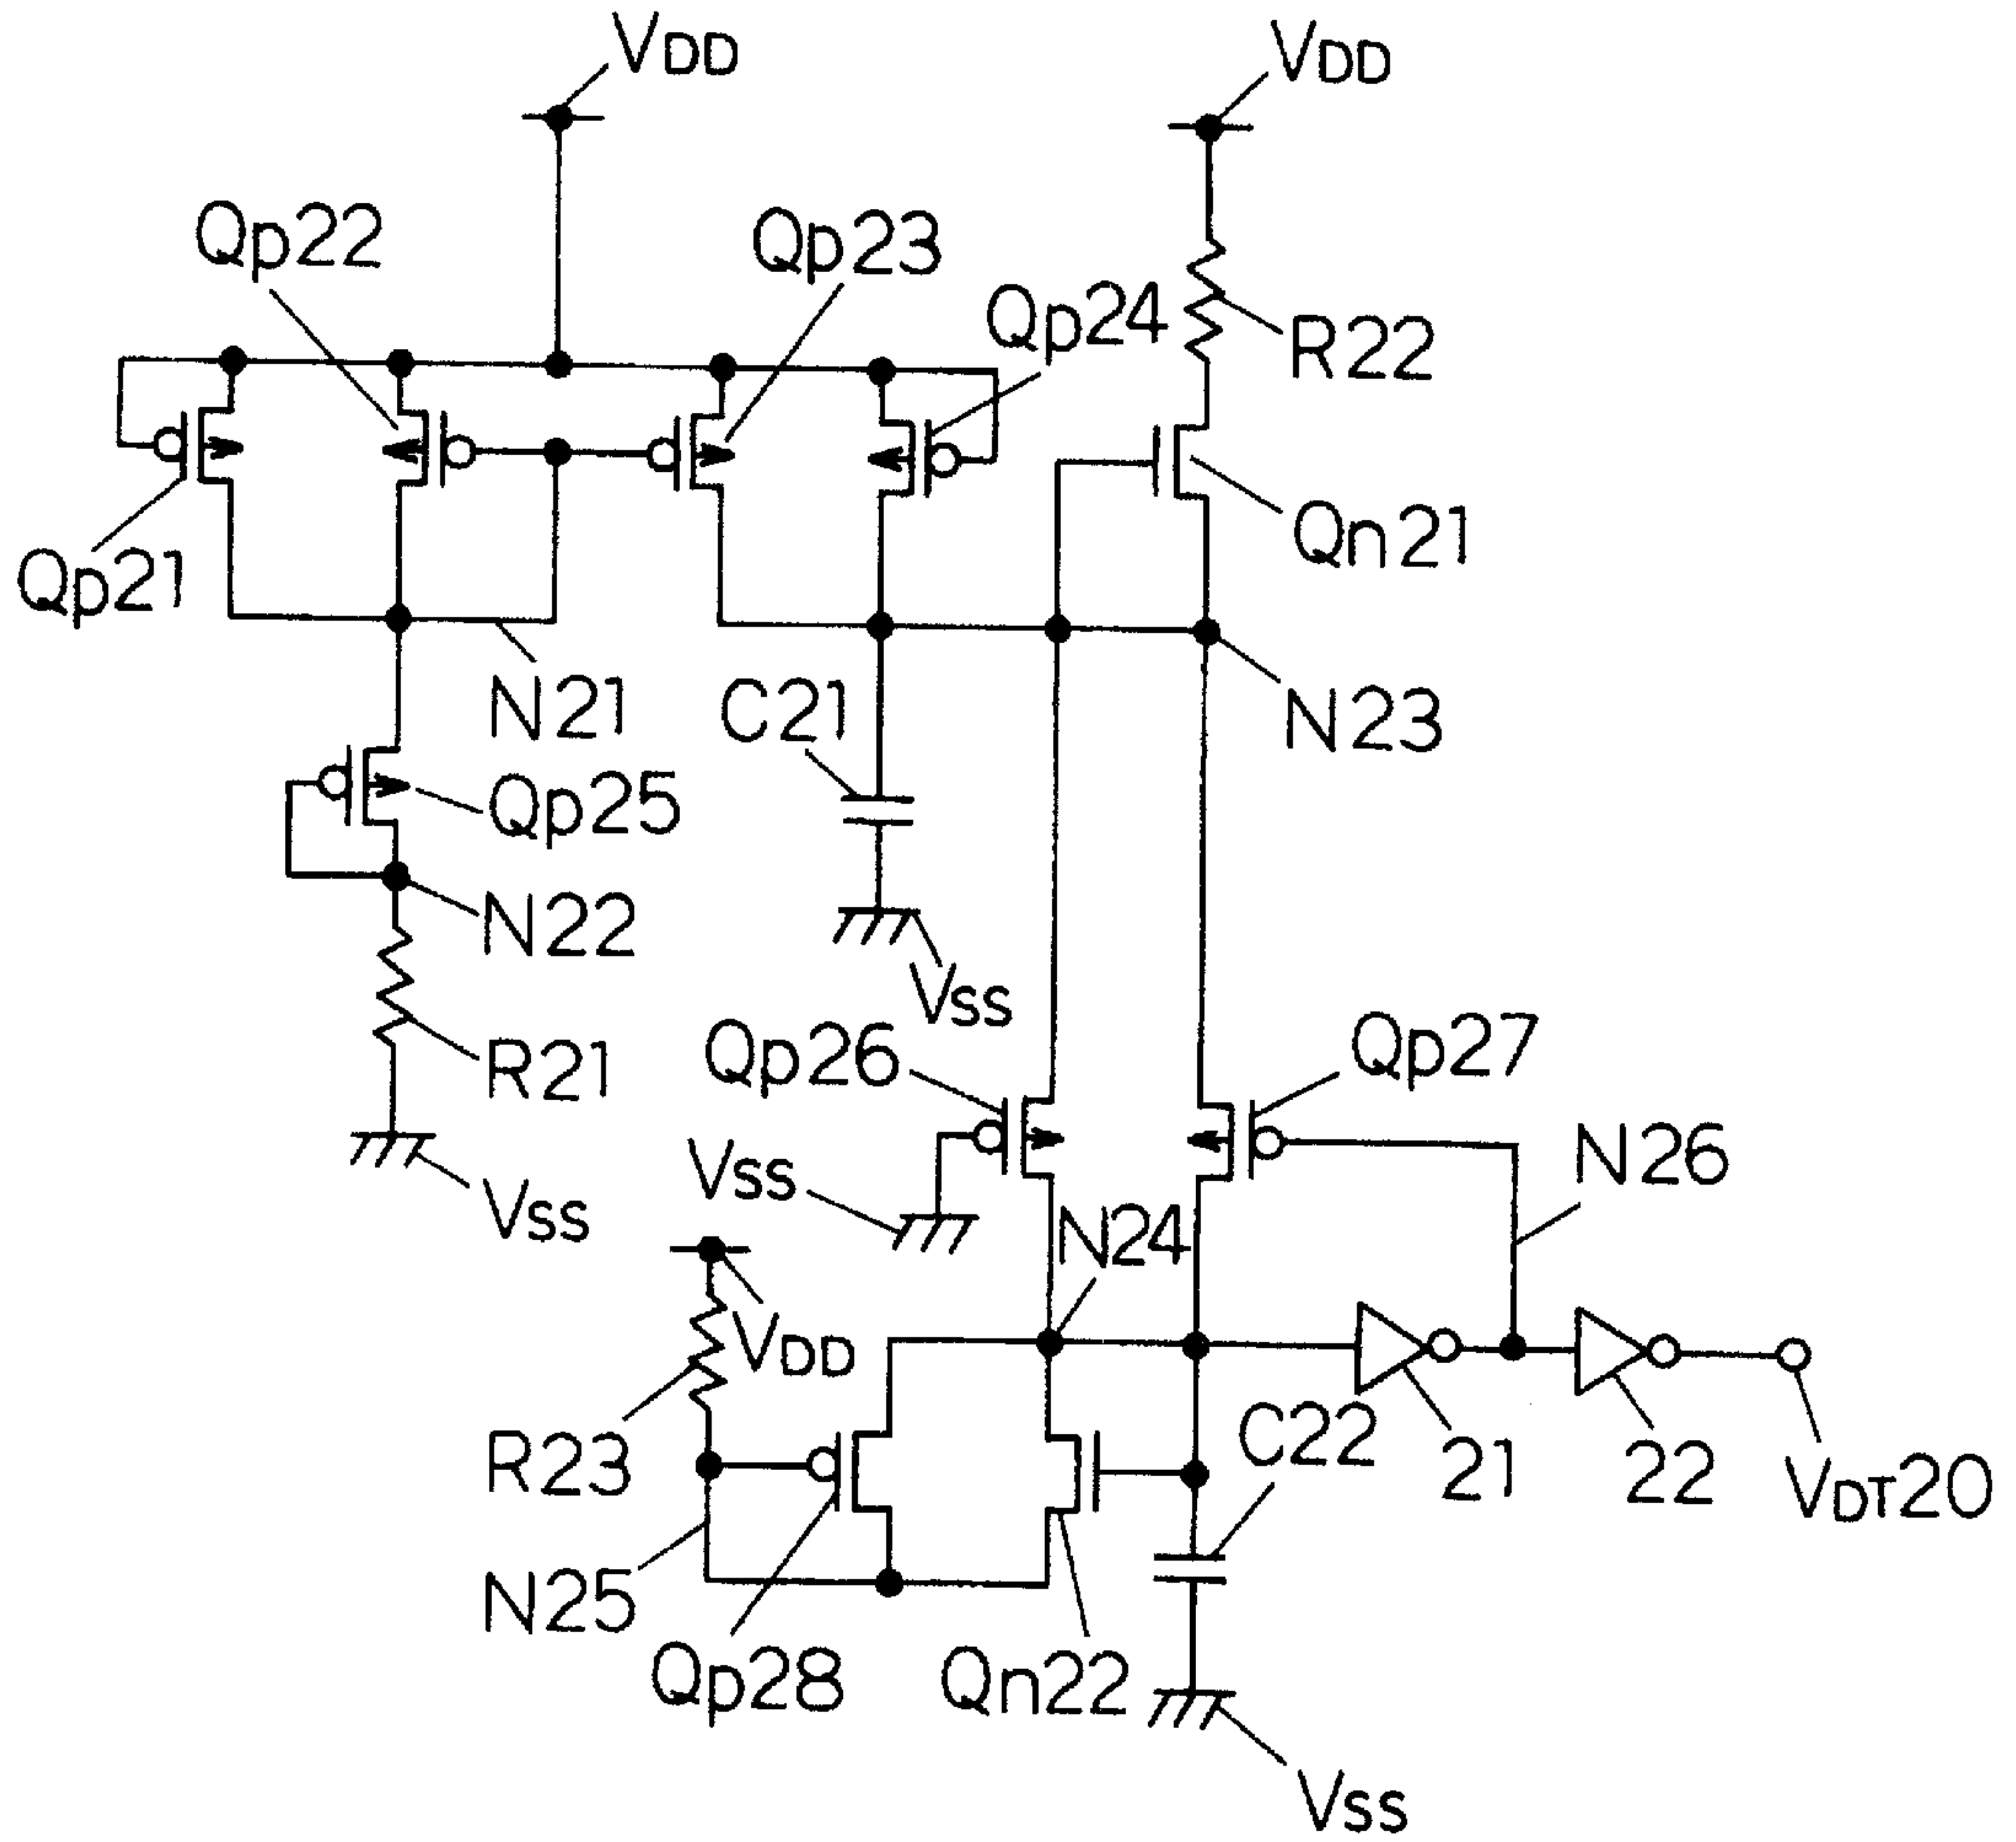 VDD
VDD
Qp22
Qp23
Qp24
R22
Qp21
Qn21
N21
C21
N23
Qp25
N22
Vss
R21
Qp26
Qp27
Vss
N26
Vss
N24
VDD
R23
C22
21
22
VDT20
N25
Qp28
Qn22
Vss